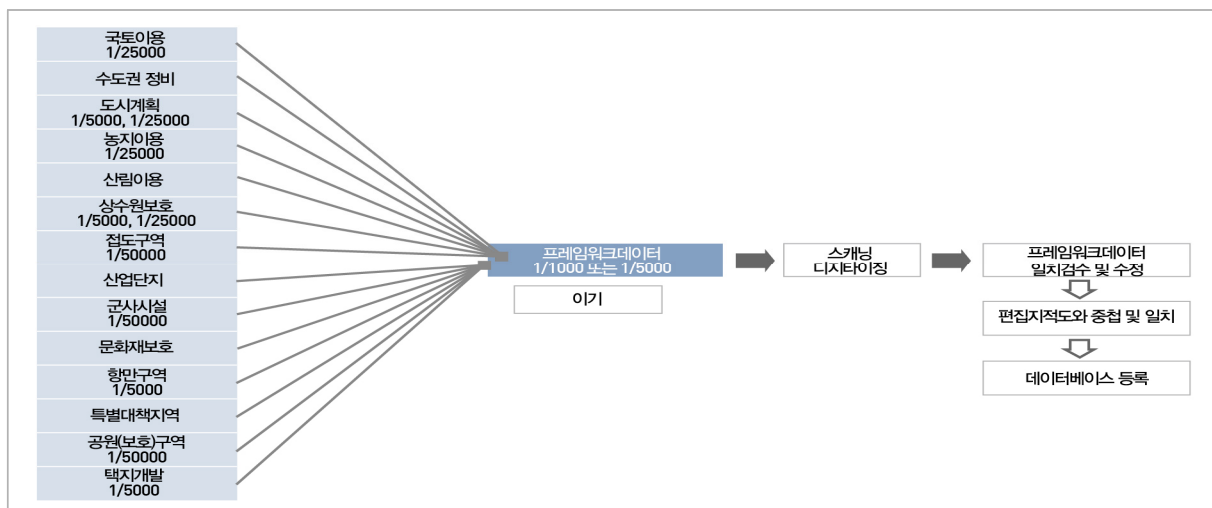 국토이용
1/25000
수도권 정비
도시계획
1/5000, 1/25000
농지이용
1/25000
산림이용
상수원보호
1/5000, 1/25000
접도구역
1/50000
산업단지
군사시설
1/50000
문화재보호
항만구역
1/5000
특별대책지역
공원(보호)구역
1/50000
택지개발
1/5000
프레임워크데이터
1/1000 또는 1/5000
이기
스캐닝
디지타이징
프레임워크데이터
일치검수 및 수정
편집지적도와 중첩 및 일치
데이터베이스 등록